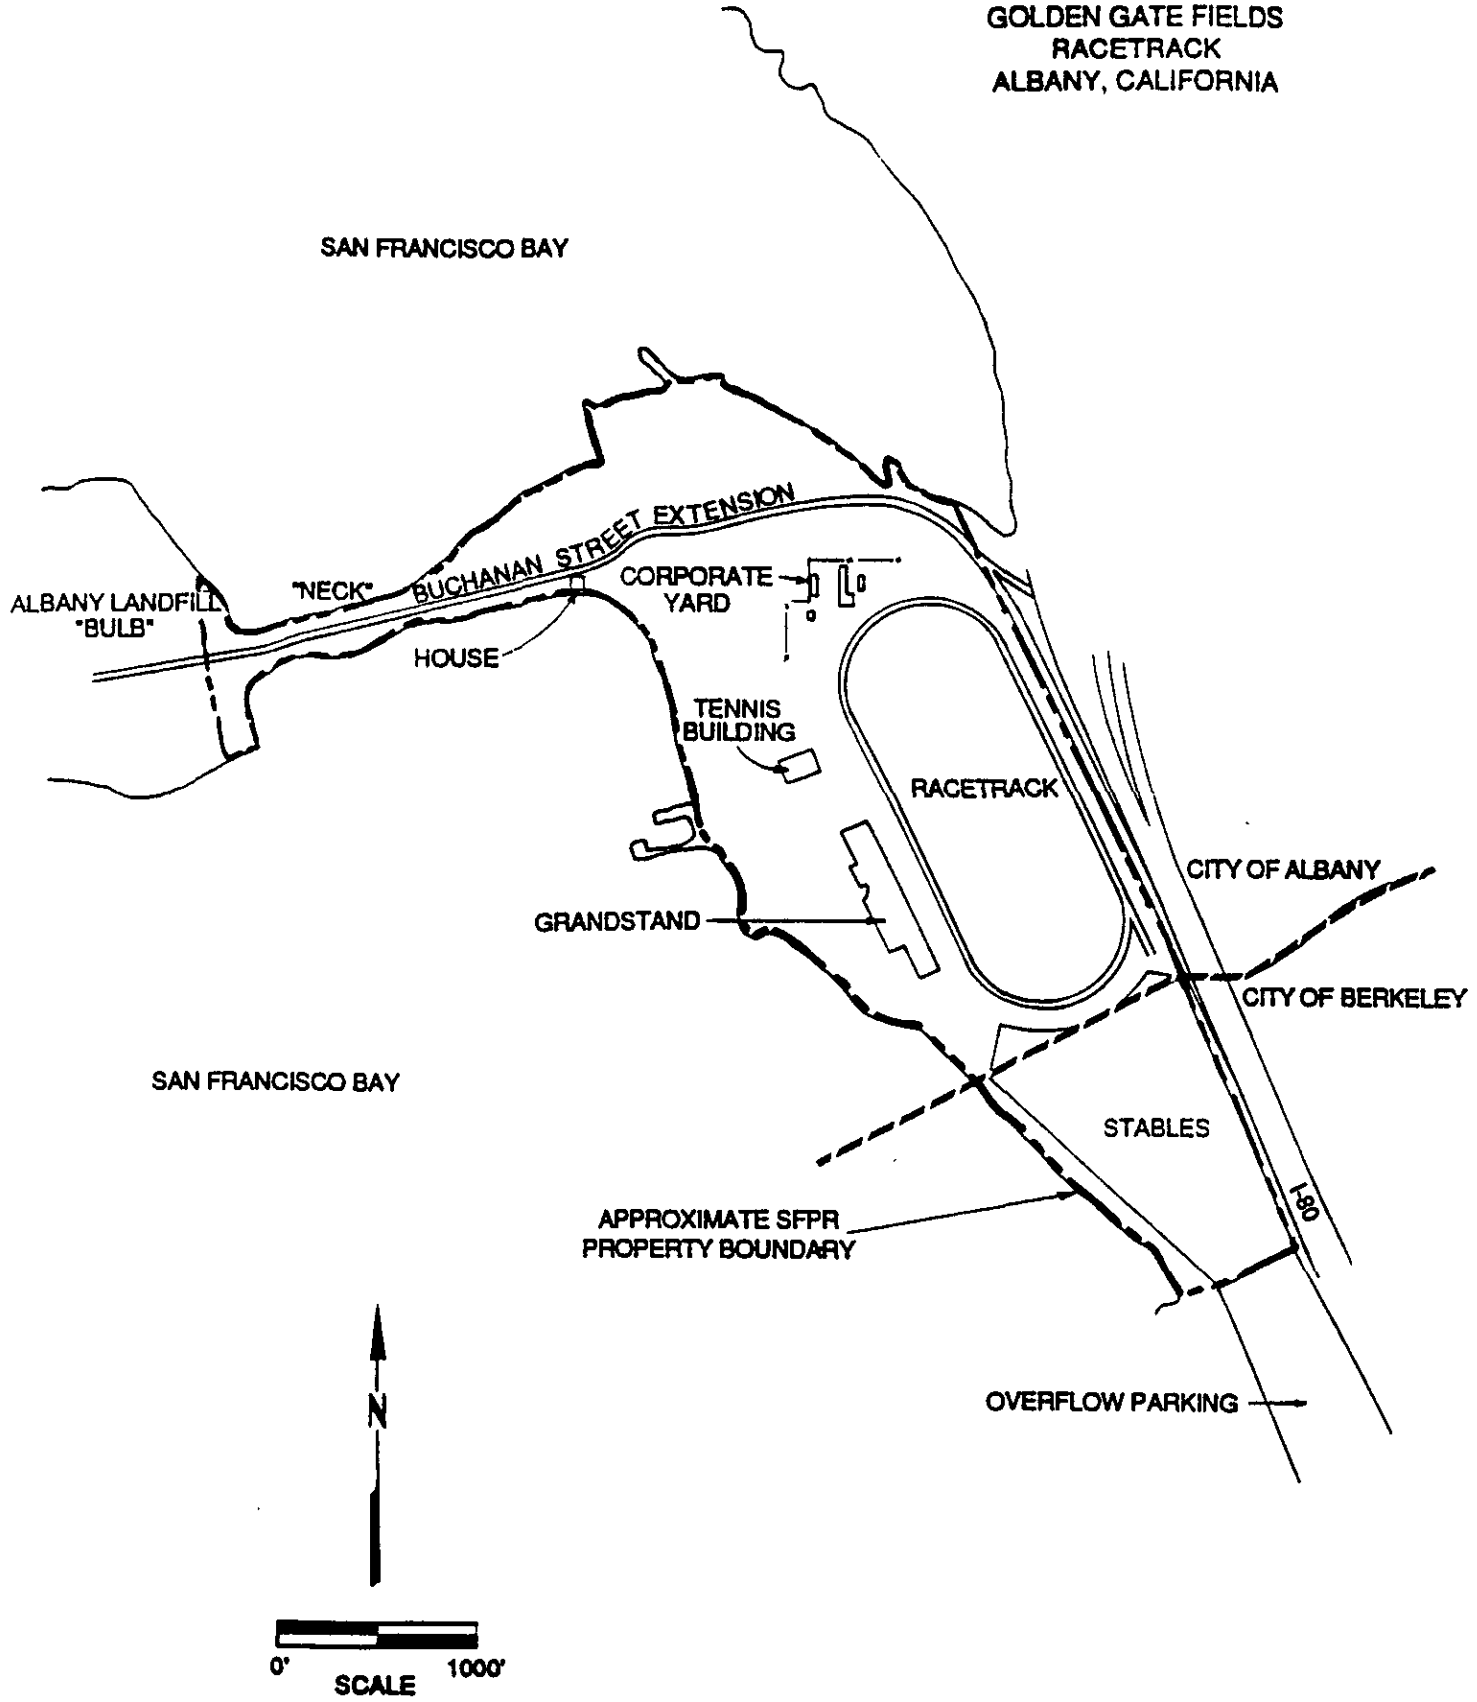 GOLDEN GATE FIELDS
RACETRACK
ALBANY, CALIFORNIA
SAN FRANCISCO BAY
BUCHANAN STREET EXTENSION
"NECK"
ALBANY LANDFILL
"BULB"
CORPORATE
YARD
HOUSE
TENNIS
BUILDING
RACETRACK
CITY OF ALBANY
GRANDSTAND
CITY OF BERKELEY
SAN FRANCISCO BAY
STABLES
I-80
APPROXIMATE SFPR
PROPERTY BOUNDARY
OVERFLOW PARKING
N
0' 1000'
SCALE